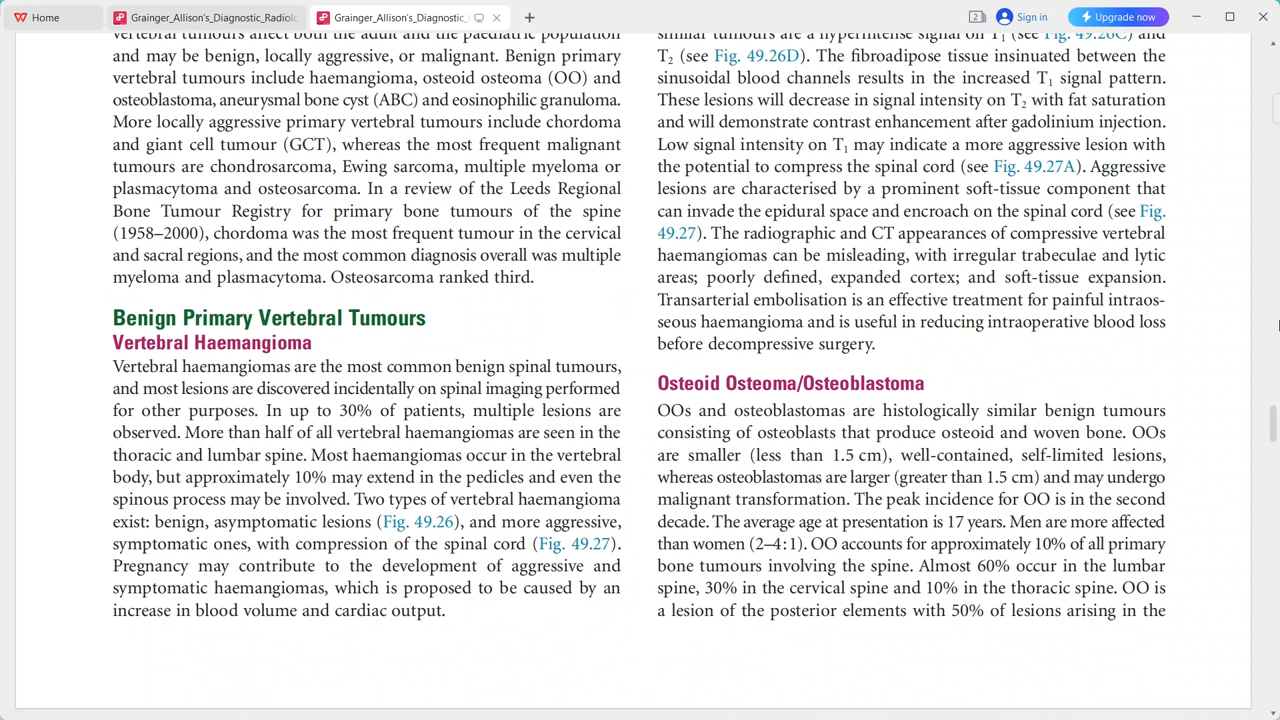 Home
Grainger_Allison's_Diagnostic_Radiolo
Grainger_Allison's_Diagnostic_
2
Sign in
Upgrade now
vertebral tumours affect both the adult and the paediatric population
and may be benign, locally aggressive, or malignant. Benign primary
vertebral tumours include haemangioma, osteoid osteoma (OO) and
osteoblastoma, aneurysmal bone cyst (ABC) and eosinophilic granuloma.
More locally aggressive primary vertebral tumours include chordoma
and giant cell tumour (GCT), whereas the most frequent malignant
tumours are chondrosarcoma, Ewing sarcoma, multiple myeloma or
plasmacytoma and osteosarcoma. In a review of the Leeds Regional
Bone Tumour Registry for primary bone tumours of the spine
(1958–2000), chordoma was the most frequent tumour in the cervical
and sacral regions, and the most common diagnosis overall was multiple
myeloma and plasmacytoma. Osteosarcoma ranked third.
Benign Primary Vertebral Tumours
Vertebral Haemangioma
Vertebral haemangiomas are the most common benign spinal tumours,
and most lesions are discovered incidentally on spinal imaging performed
for other purposes. In up to 30% of patients, multiple lesions are
observed. More than half of all vertebral haemangiomas are seen in the
thoracic and lumbar spine. Most haemangiomas occur in the vertebral
body, but approximately 10% may extend in the pedicles and even the
spinous process may be involved. Two types of vertebral haemangioma
exist: benign, asymptomatic lesions (Fig. 49.26), and more aggressive,
symptomatic ones, with compression of the spinal cord (Fig. 49.27).
Pregnancy may contribute to the development of aggressive and
symptomatic haemangiomas, which is proposed to be caused by an
increase in blood volume and cardiac output.
similar tumours are a hyperintense signal on T₁ (see Fig. 49.26C) and
T₂ (see Fig. 49.26D). The fibroadipose tissue insinuated between the
sinusoidal blood channels results in the increased T₁ signal pattern.
These lesions will decrease in signal intensity on T₂ with fat saturation
and will demonstrate contrast enhancement after gadolinium injection.
Low signal intensity on T₁ may indicate a more aggressive lesion with
the potential to compress the spinal cord (see Fig. 49.27A). Aggressive
lesions are characterised by a prominent soft-tissue component that
can invade the epidural space and encroach on the spinal cord (see Fig.
49.27). The radiographic and CT appearances of compressive vertebral
haemangiomas can be misleading, with irregular trabeculae and lytic
areas; poorly defined, expanded cortex; and soft-tissue expansion.
Transarterial embolisation is an effective treatment for painful intraos-
seous haemangioma and is useful in reducing intraoperative blood loss
before decompressive surgery.
Osteoid Osteoma/Osteoblastoma
OOs and osteoblastomas are histologically similar benign tumours
consisting of osteoblasts that produce osteoid and woven bone. OOs
are smaller (less than 1.5 cm), well-contained, self-limited lesions,
whereas osteoblastomas are larger (greater than 1.5 cm) and may undergo
malignant transformation. The peak incidence for OO is in the second
decade. The average age at presentation is 17 years. Men are more affected
than women (2–4:1). OO accounts for approximately 10% of all primary
bone tumours involving the spine. Almost 60% occur in the lumbar
spine, 30% in the cervical spine and 10% in the thoracic spine. OO is
a lesion of the posterior elements with 50% of lesions arising in the